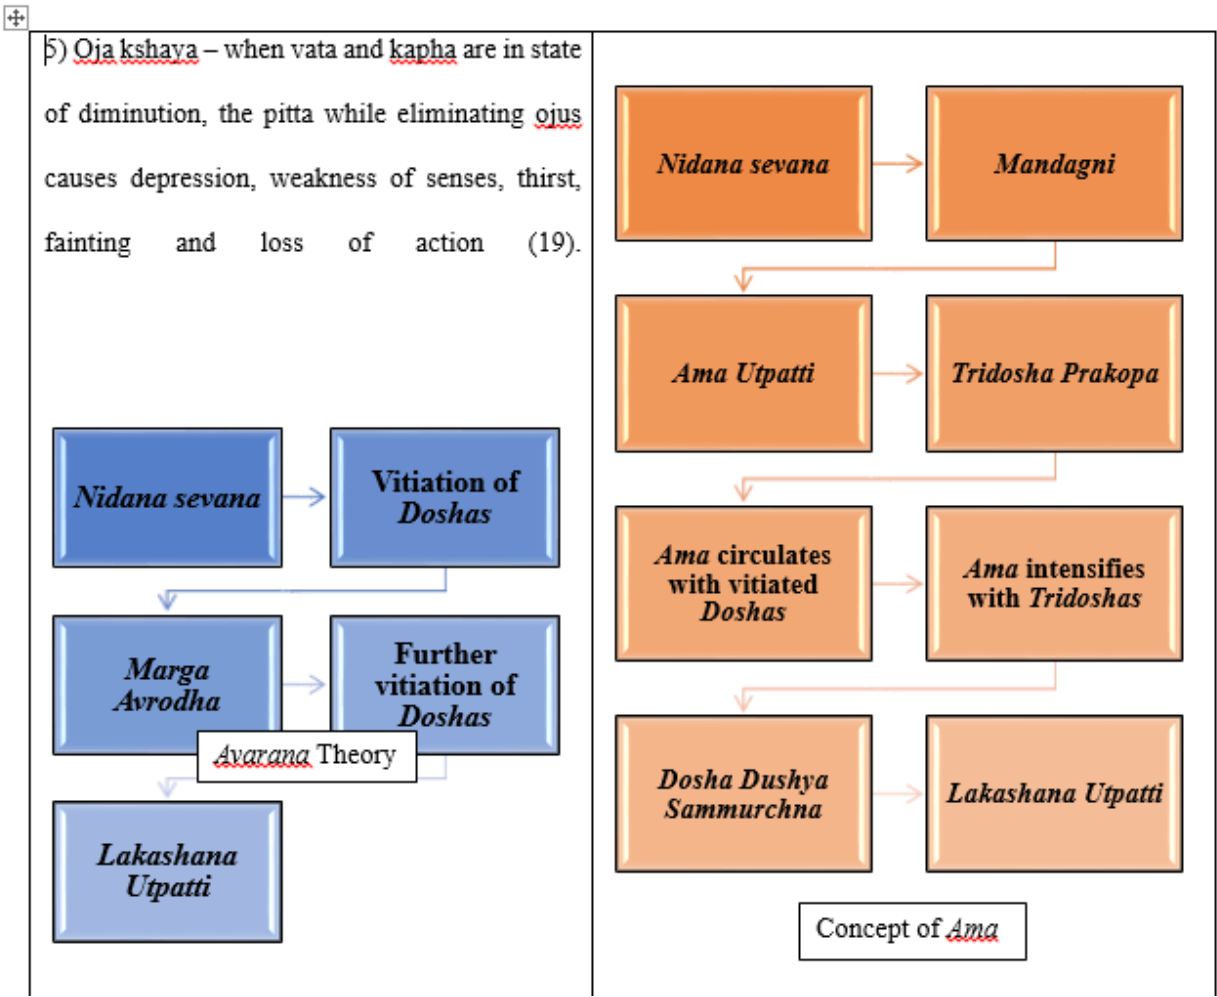 5) Oja kshaya – when vata and kapha are in state
of diminution, the pitta while eliminating ojus
causes depression, weakness of senses, thirst,
fainting and loss of action (19).
Nidana sevana
Vitiation of
Doshas
Marga
Avrodha
Further
vitiation of
Doshas
Avarana Theory
Lakashana
Utpatti
Nidana sevana
Mandagni
Ama Utpatti
Tridosha Prakopa
Ama circulates
with vitiated
Doshas
Ama intensifies
with Tridoshas
Dosha Dushya
Sammurchna
Lakashana Utpatti
Concept of Ama